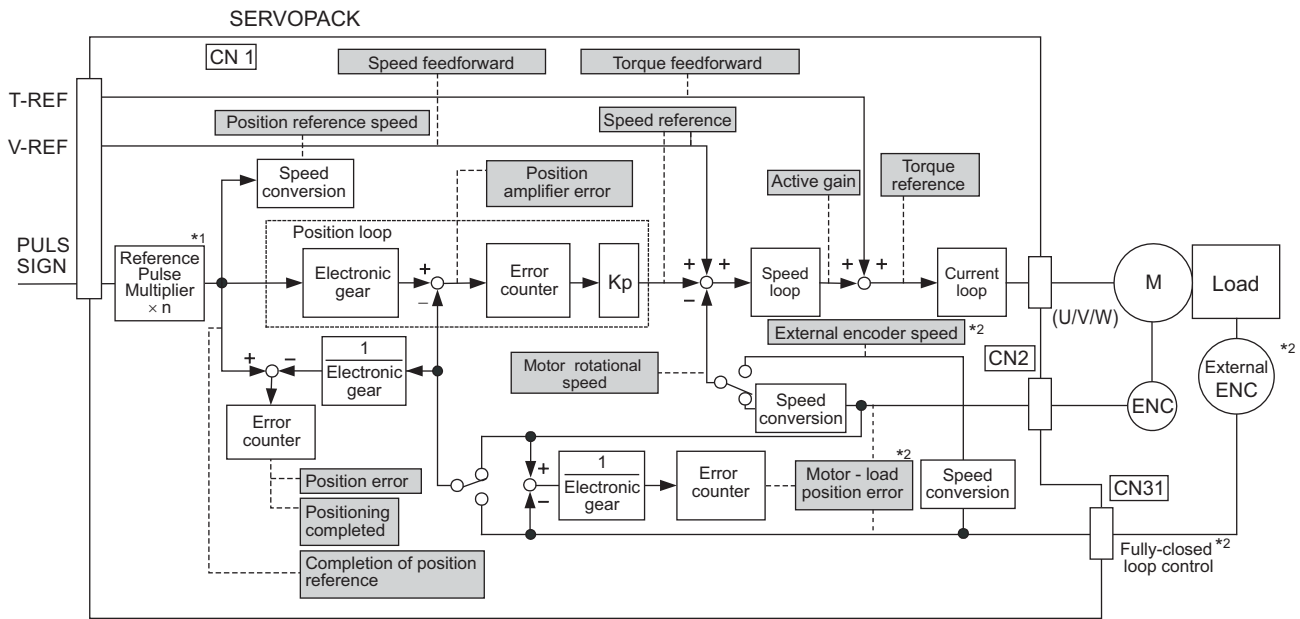 SERVOPACK
CN 1
Speed feedforward
Torque feedforward
T-REF
Position reference speed
Speed reference
V-REF
Speed
conversion
Position
amplifier error
Active gain
Torque
reference
PULS
SIGN
*1
Reference
Pulse
Multiplier
× n
Position loop
Electronic
gear
+
−
Error
counter
Kp
+
+
−
+
Speed
loop
+
+
+
Current
loop
(U/V/W)
M
Load
External encoder speed
*2
CN2
*2
External
ENC
+
−
1
Electronic
gear
Motor rotational
speed
Speed
conversion
ENC
Error
counter
Position error
Positioning
completed
Completion of position
reference
+
−
1
Electronic
gear
Error
counter
*2
Motor - load
position error
Speed
conversion
CN31
Fully-closed *2
loop control